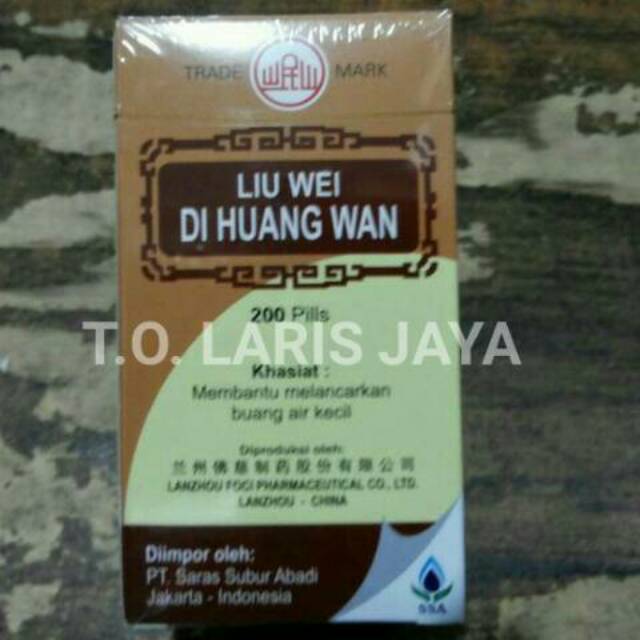 TRADE MARK
LIU WEI
DI HUANG WAN
200 Pills
T.O. LARIS JAYA
Khasiat :
Membantu melancarkan
buang air kecil
Diproduksi oleh:
兰州佛慈制药股份有限公司
LANZHOU FOCI PHARMACEUTICAL CO., LTD.
LANZHOU - CHINA
Diimpor oleh:
PT. Saras Subur Abadi
Jakarta - Indonesia
SSA